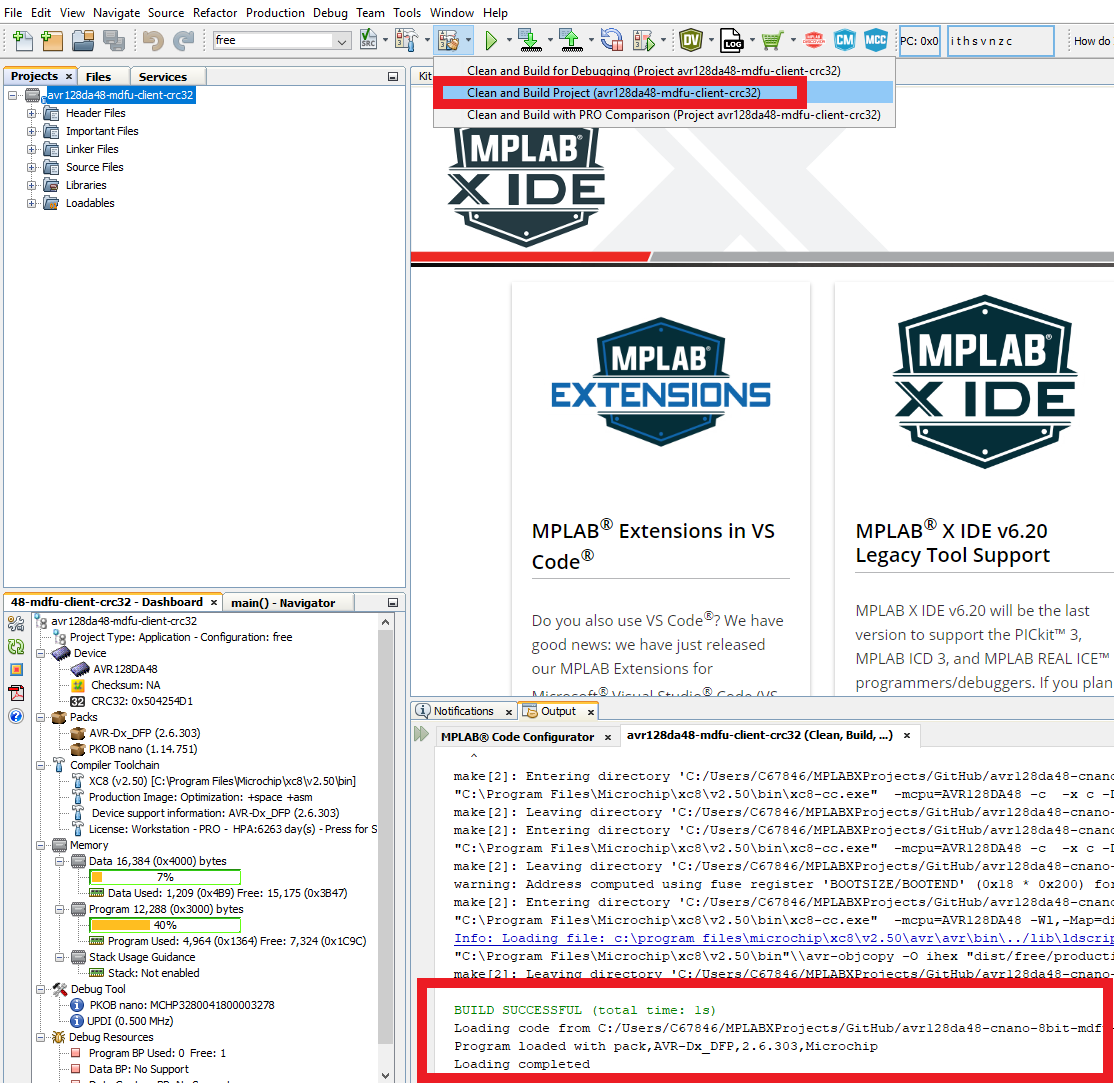 File Edit View Navigate Source Refactor Production Debug Team Tools Window Help
free
PC: 0x0
i t h s v n z c
How do
Projects
Files
Services
Kit
Clean and Build for Debugging (Project avr128da48-mdfu-client-crc32)
Clean and Build Project (avr128da48-mdfu-client-crc32)
Clean and Build with PRO Comparison (Project avr128da48-mdfu-client-crc32)
avr128da48-mdfu-client-crc32
Header Files
Important Files
Linker Files
Source Files
Libraries
Loadables
MPLAB®
X IDE
MPLAB®
EXTENSIONS
MPLAB®
X IDE
MPLAB® Extensions in VS
Code®
Do you also use VS Code®? We have
good news: we have just released
our MPLAB Extensions for
Microsoft® Visual Studio® Code (VS
MPLAB® X IDE v6.20
Legacy Tool Support
MPLAB X IDE v6.20 will be the last
version to support the PICkit™ 3,
MPLAB ICD 3, and MPLAB REAL ICE™
programmers/debuggers. If you plan
48-mdfu-client-crc32 - Dashboard
main() - Navigator
avr128da48-mdfu-client-crc32
Project Type: Application - Configuration: free
Device
AVR128DA48
Checksum: NA
CRC32: 0x504254D1
Packs
AVR-Dx_DFP (2.6.303)
PKOB nano (1.14.751)
Compiler Toolchain
XC8 (v2.50) [C:\Program Files\Microchip\xc8\v2.50\bin]
Production Image: Optimization: +space +asm
Device support information: AVR-Dx_DFP (2.6.303)
License: Workstation - PRO - HPA:6263 day(s) - Press for S
Memory
Data 16,384 (0x4000) bytes
7%
Data Used: 1,209 (0x4B9) Free: 15,175 (0x3B47)
Program 12,288 (0x3000) bytes
40%
Program Used: 4,964 (0x1364) Free: 7,324 (0x1C9C)
Stack Usage Guidance
Stack: Not enabled
Debug Tool
PKOB nano: MCHP3280041800003278
UPDI (0.500 MHz)
Debug Resources
Program BP Used: 0 Free: 1
Data BP: No Support
Notifications
Output
MPLAB® Code Configurator
avr128da48-mdfu-client-crc32 (Clean, Build, ...)
^
make[2]: Entering directory 'C:/Users/C67846/MPLABXProjects/GitHub/avr128da48-cnano-
"C:\Program Files\Microchip\xc8\v2.50\bin\xc8-cc.exe" -mcpu=AVR128DA48 -c -x c -D
make[2]: Leaving directory 'C:/Users/C67846/MPLABXProjects/GitHub/avr128da48-cnano-
make[2]: Entering directory 'C:/Users/C67846/MPLABXProjects/GitHub/avr128da48-cnano-
"C:\Program Files\Microchip\xc8\v2.50\bin\xc8-cc.exe" -mcpu=AVR128DA48 -c -x c -D
make[2]: Leaving directory 'C:/Users/C67846/MPLABXProjects/GitHub/avr128da48-cnano-
warning: Address computed using fuse register 'BOOTSIZE/BOOTEND' (0x18 * 0x200) for
make[2]: Entering directory 'C:/Users/C67846/MPLABXProjects/GitHub/avr128da48-cnano-
"C:\Program Files\Microchip\xc8\v2.50\bin\xc8-cc.exe" -mcpu=AVR128DA48 -Wl,-Map=di
Info: Loading file: c:\program files\microchip\xc8\v2.50\avr\avr\bin\../lib\ldscrip
"C:\Program Files\Microchip\xc8\v2.50\bin"\\avr-objcopy -O ihex "dist/free/producti
make[2]: Leaving directory 'C:/Users/C67846/MPLABXProjects/GitHub/avr128da48-cnano-
BUILD SUCCESSFUL (total time: 1s)
Loading code from C:/Users/C67846/MPLABXProjects/GitHub/avr128da48-cnano-8bit-mdf
Program loaded with pack,AVR-Dx_DFP,2.6.303,Microchip
Loading completed